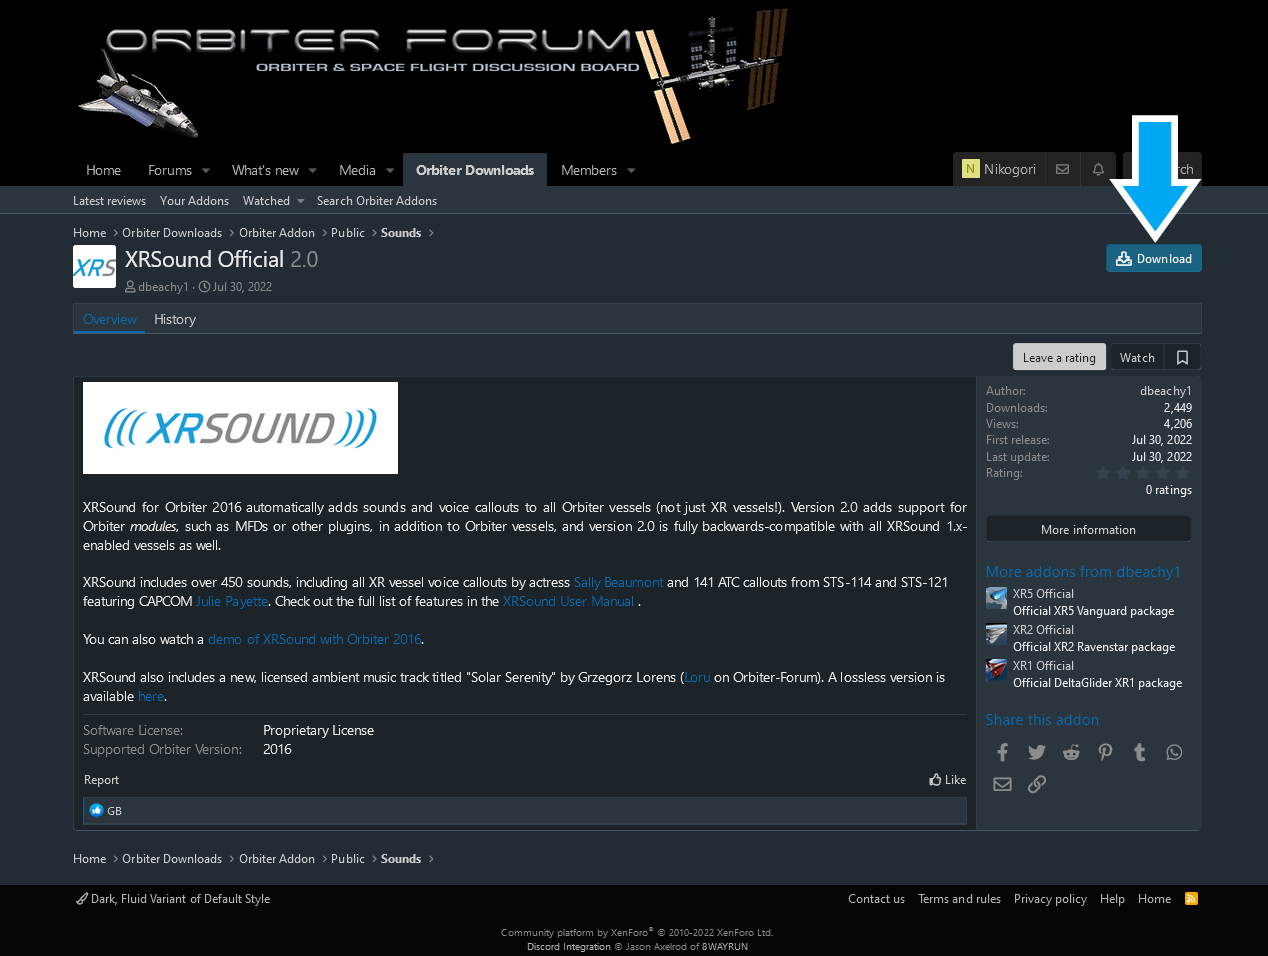 ORBITER FORUM
ORBITER & SPACE FLIGHT DISCUSSION BOARD
Home Forums What's new Media Orbiter Downloads Members N Nikogori rch
Latest reviews Your Addons Watched Search Orbiter Addons
Home > Orbiter Downloads > Orbiter Addon > Public > Sounds >
XRS XRSound Official 2.0
Download
dbeachy1 · Jul 30, 2022
Overview History
Leave a rating Watch
(((XRSOUND)))
XRSound for Orbiter 2016 automatically adds sounds and voice callouts to all Orbiter vessels (not just XR vessels!). Version 2.0 adds support for
Orbiter modules, such as MFDs or other plugins, in addition to Orbiter vessels, and version 2.0 is fully backwards-compatible with all XRSound 1.x-
enabled vessels as well.
XRSound includes over 450 sounds, including all XR vessel voice callouts by actress Sally Beaumont and 141 ATC callouts from STS-114 and STS-121
featuring CAPCOM Julie Payette. Check out the full list of features in the XRSound User Manual .
You can also watch a demo of XRSound with Orbiter 2016.
XRSound also includes a new, licensed ambient music track titled "Solar Serenity" by Grzegorz Lorens (Loru on Orbiter-Forum). A lossless version is
available here.
Software License: Proprietary License
Supported Orbiter Version: 2016
Report Like
GB
Author: dbeachy1
Downloads: 2,449
Views: 4,206
First release: Jul 30, 2022
Last update: Jul 30, 2022
Rating:
0 ratings
More information
More addons from dbeachy1
XR5 Official
Official XR5 Vanguard package
XR2 Official
Official XR2 Ravenstar package
XR1 Official
Official DeltaGlider XR1 package
Share this addon
Home > Orbiter Downloads > Orbiter Addon > Public > Sounds >
Dark, Fluid Variant of Default Style Contact us Terms and rules Privacy policy Help Home
Community platform by XenForo® © 2010-2022 XenForo Ltd.
Discord Integration © Jason Axelrod of 8WAYRUN